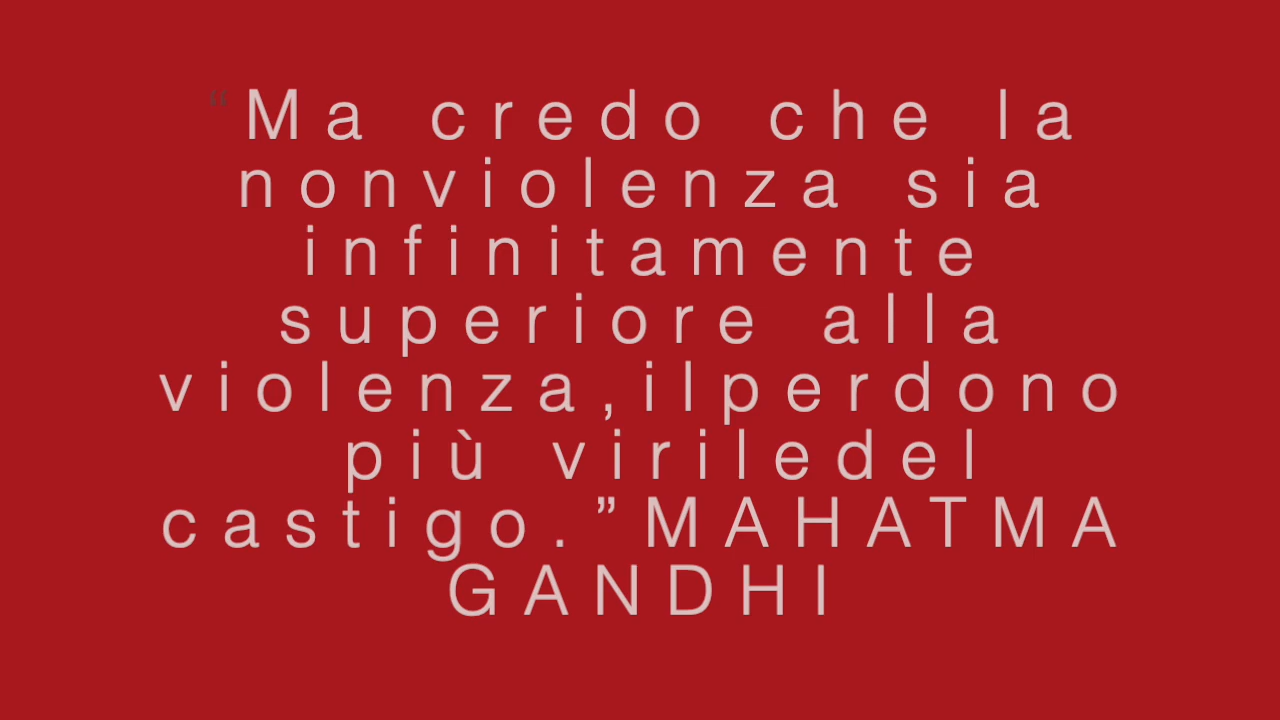 “Ma credo che la
nonviolenza sia
infinitamente
superiore alla
violenza,ilperdono
più viriledel
castigo.”MAHATMA
GANDHI